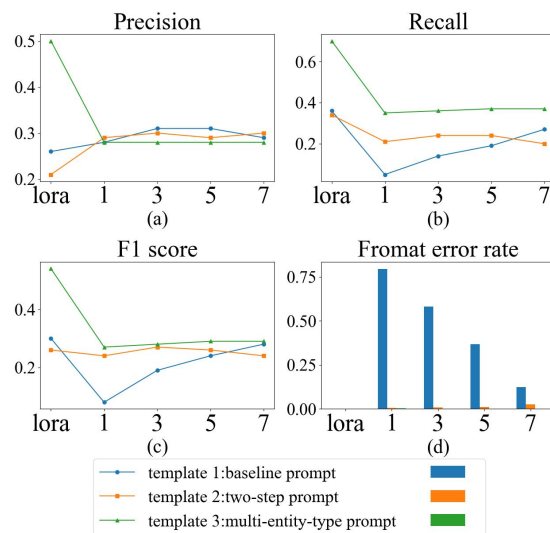 Precision
0.5
0.4
0.3
0.2
lora 1 3 5 7
(a)
Recall
0.6
0.4
0.2
lora 1 3 5 7
(b)
F1 score
0.4
0.2
lora 1 3 5 7
(c)
Fromat error rate
0.75
0.50
0.25
0.00
lora 1 3 5 7
(d)
template 1:baseline prompt
template 2:two-step prompt
template 3:multi-entity-type prompt